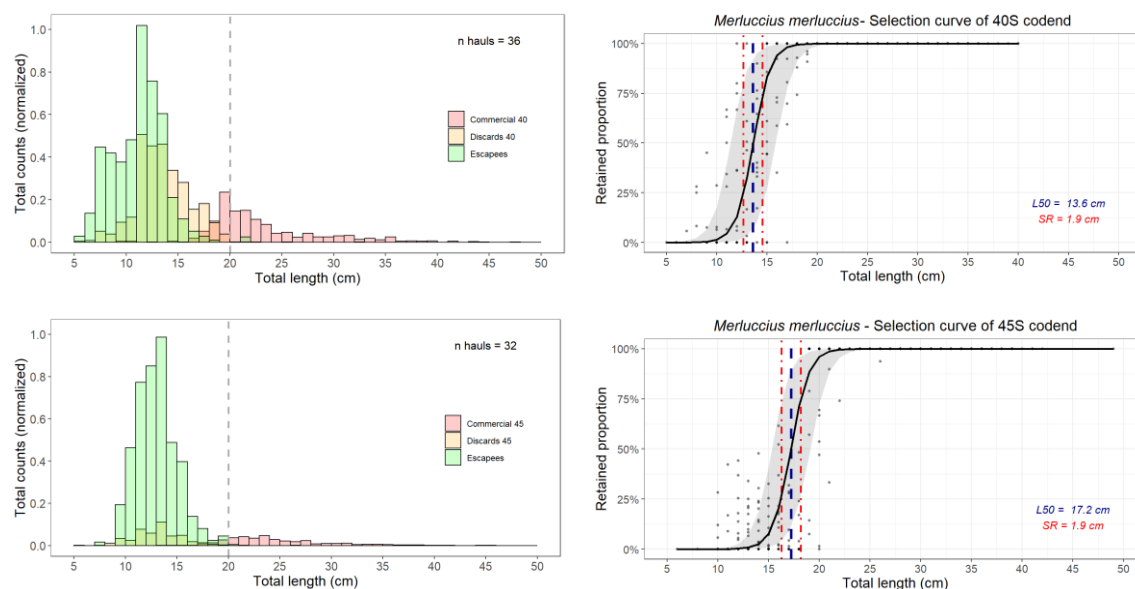 n hauls = 36
Commercial 40
Discards 40
Escapees
Total counts (normalized)
1.0
0.8
0.6
0.4
0.2
0.0
5 10 15 20 25 30 35 40 45 50
Total length (cm)
Merluccius merluccius- Selection curve of 40S codend
Retained proportion
100%
75%
50%
25%
0%
L50 = 13.6 cm
SR = 1.9 cm
5 10 15 20 25 30 35 40 45 50
Total length (cm)
n hauls = 32
Commercial 45
Discards 45
Escapees
Total counts (normalized)
1.0
0.8
0.6
0.4
0.2
0.0
5 10 15 20 25 30 35 40 45 50
Total length (cm)
Merluccius merluccius - Selection curve of 45S codend
Retained proportion
100%
75%
50%
25%
0%
L50 = 17.2 cm
SR = 1.9 cm
5 10 15 20 25 30 35 40 45 50
Total length (cm)